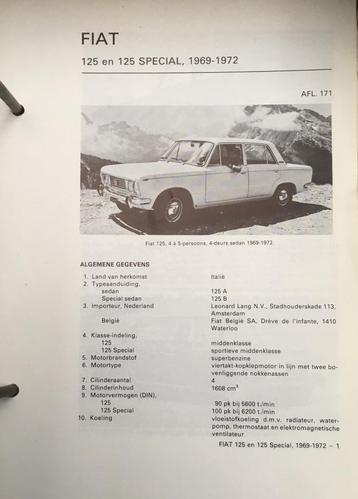 FIAT
125 en 125 SPECIAL, 1969-1972
AFL. 171
Fiat 125, 4 à 5-persoons, 4-deurs sedan 1969-1972.
ALGEMENE GEGEVENS
1. Land van herkomst Italië
2. Typeaanduiding,
sedan 125 A
Special sedan 125 B
3. Importeur, Nederland Leonard Lang N.V., Stadhouderskade 113,
Amsterdam
België Fiat Belgié SA, Drève de l'Infante, 1410
Waterloo
4. Klasse-indeling,
125 middenklasse
125 Special sportieve middenklasse
5. Motorbrandstof superbenzine
6. Motortype viertakt-kopklepmotor in lijn met twee bo-
venliggende nokkenassen
7. Cilinderaantal 4
8. Cilinderinhoud 1608 cm³
9. Motorvermogen (DIN),
125 90 pk bij 5600 t./min
125 Special 100 pk bij 6200 t./min
10. Koeling vloeistofkoeling d.m.v. radiateur, water-
pomp, thermostaat en elektromagnetische
ventilateur
FIAT 125 en 125 Special, 1969-1972 – 1